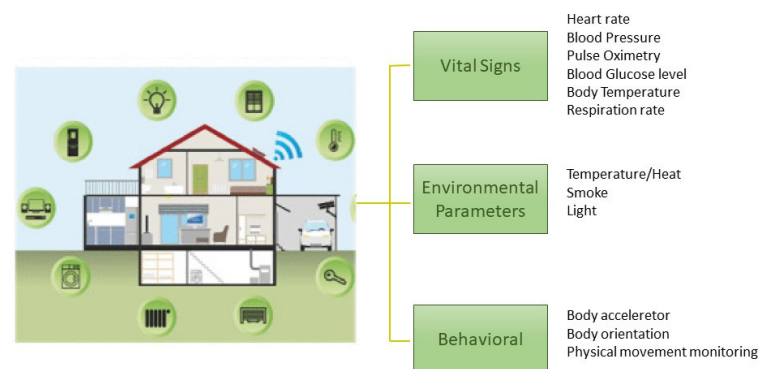 Vital Signs
Heart rate
Blood Pressure
Pulse Oximetry
Blood Glucose level
Body Temperature
Respiration rate
Environmental
Parameters
Temperature/Heat
Smoke
Light
Behavioral
Body acceleretor
Body orientation
Physical movement monitoring